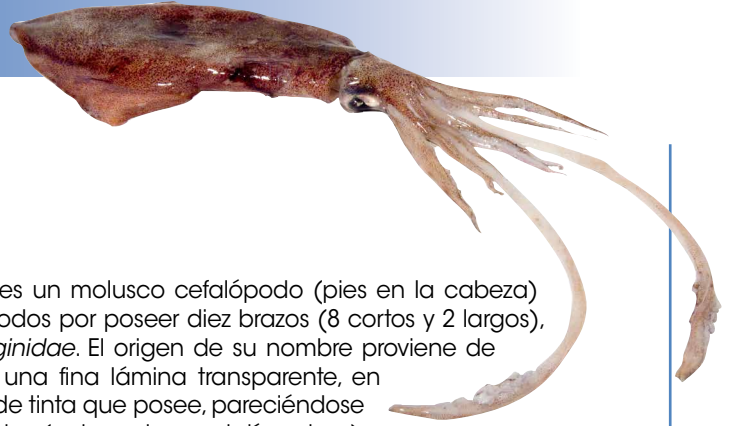 es un molusco cefalópodo (pies en la cabeza)
odos por poseer diez brazos (8 cortos y 2 largos),
ginidae. El origen de su nombre proviene de
una fina lámina transparente, en
de tinta que posee, pareciéndose